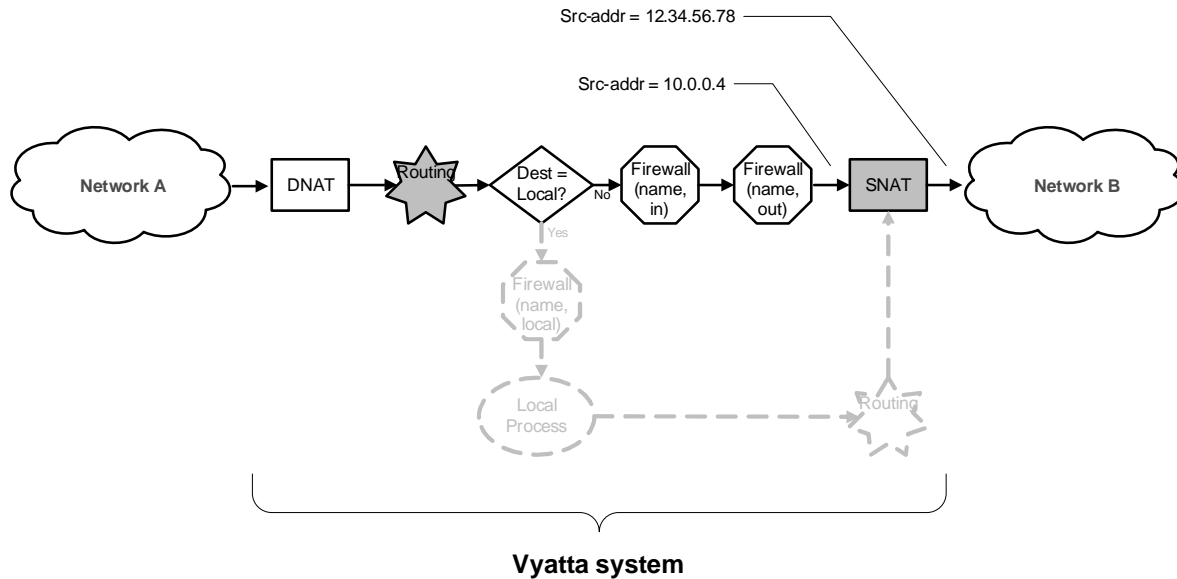 Src-addr = 12.34.56.78
Src-addr = 10.0.0.4
Network A
DNAT
Routing
Dest =
Local?
No
Firewall
(name,
in)
Firewall
(name,
out)
SNAT
Network B
Yes
Firewall
(name,
local)
Local
Process
Routing
Vyatta system